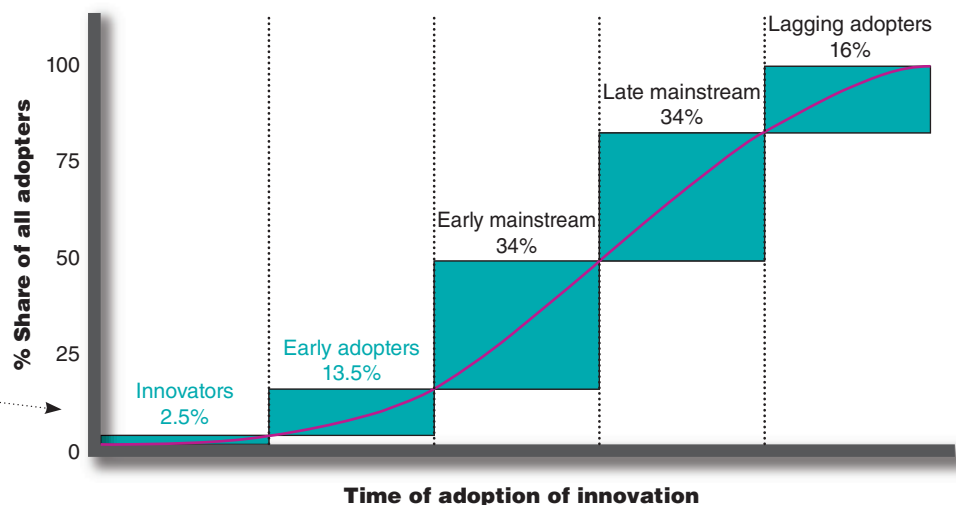 Lagging adopters
16%
100
Late mainstream
34%
75
Early mainstream
34%
50
% Share of all adopters
25
Early adopters
13.5%
Innovators
2.5%
0
Time of adoption of innovation